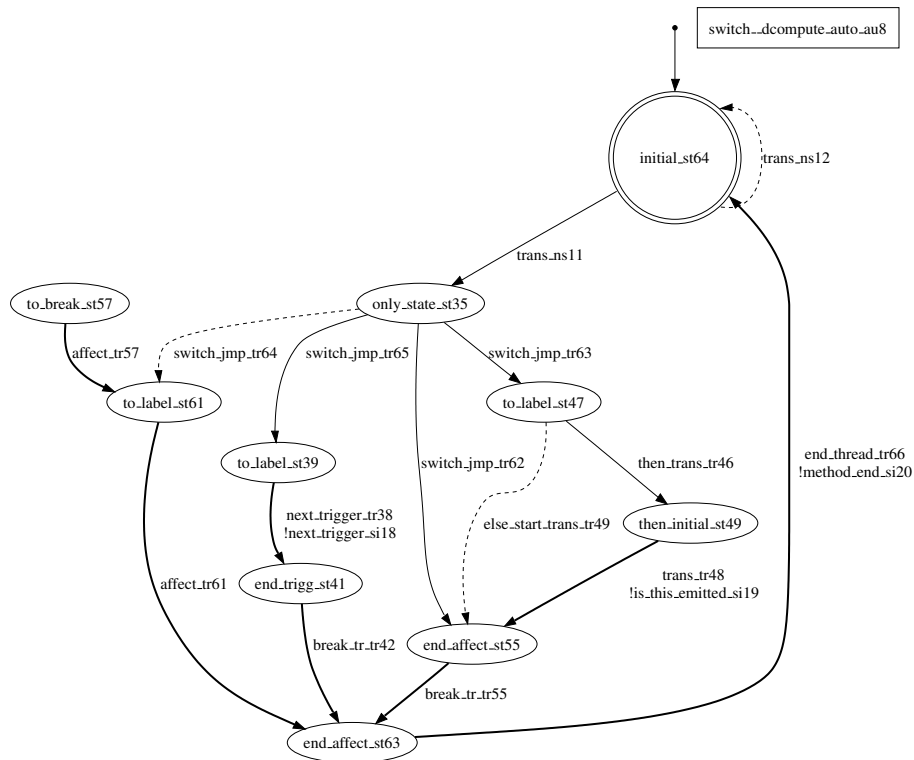 switch__dcompute_auto_au8
initial_st64
trans_ns12
trans_ns11
to_break_st57
only_state_st35
affect_tr57
switch_jmp_tr64
switch_jmp_tr65
switch_jmp_tr63
to_label_st61
to_label_st47
to_label_st39
switch_jmp_tr62
then_trans_tr46
end_thread_tr66
!method_end_si20
next_trigger_tr38
!next_trigger_si18
else_start_trans_tr49
then_initial_st49
affect_tr61
end_trigg_st41
trans_tr48
!is_this_emitted_si19
break_tr_tr42
end_affect_st55
break_tr_tr55
end_affect_st63